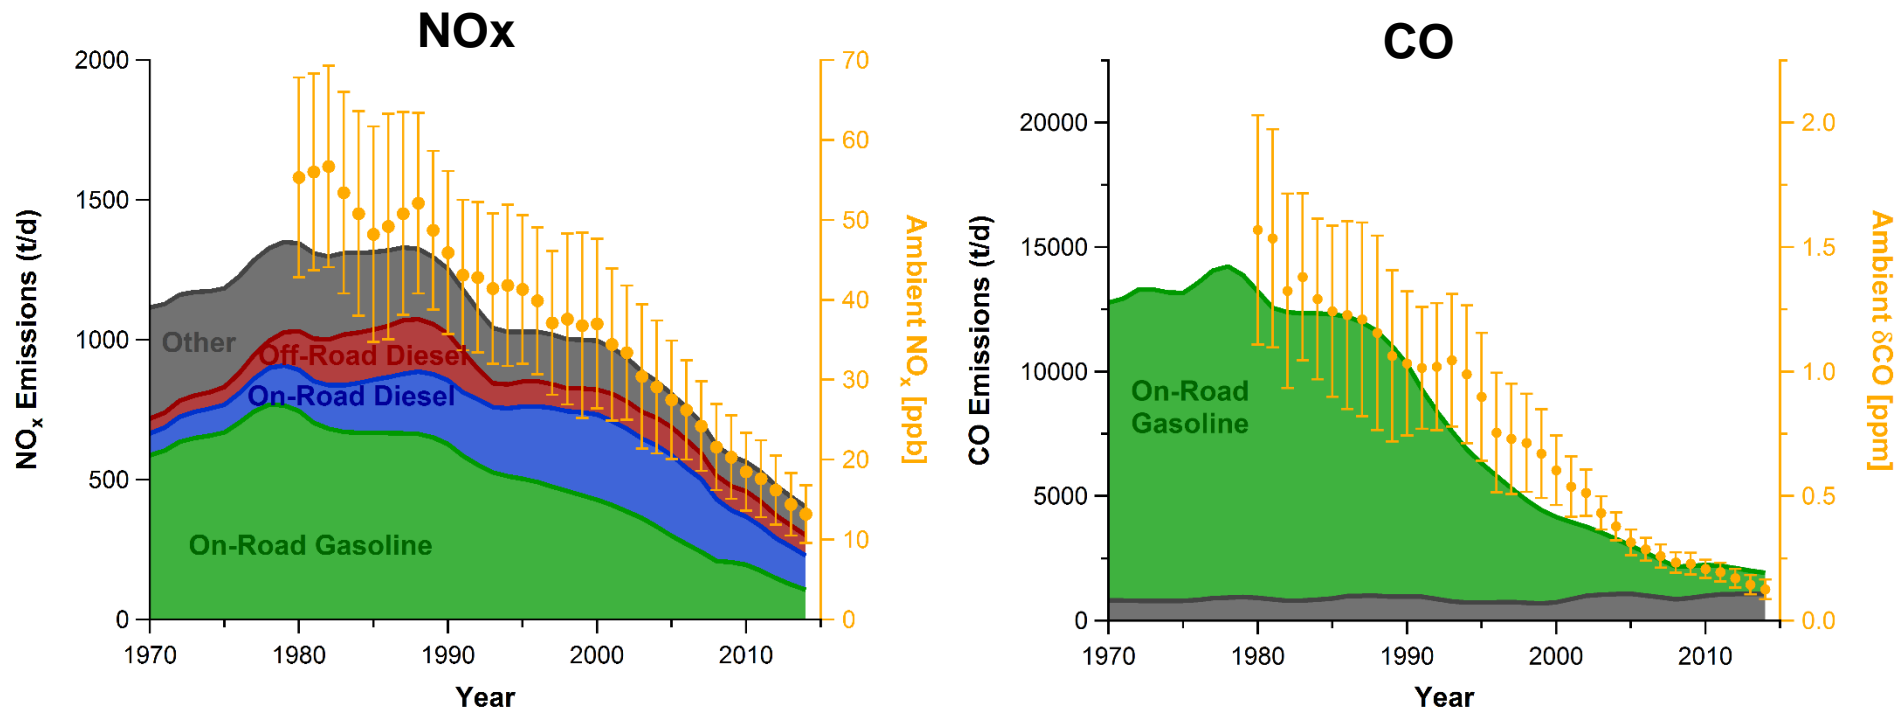 NOx
2000
1500
1000
500
0
NOx Emissions (t/d)
70
60
50
40
30
20
10
0
Ambient NOx [ppb]
Other
Off-Road Diesel
On-Road Diesel
On-Road Gasoline
1970
1980
1990
2000
2010
Year
CO
20000
15000
10000
5000
0
CO Emissions (t/d)
2.0
1.5
1.0
0.5
0.0
Ambient δCO [ppm]
On-Road
Gasoline
1970
1980
1990
2000
2010
Year